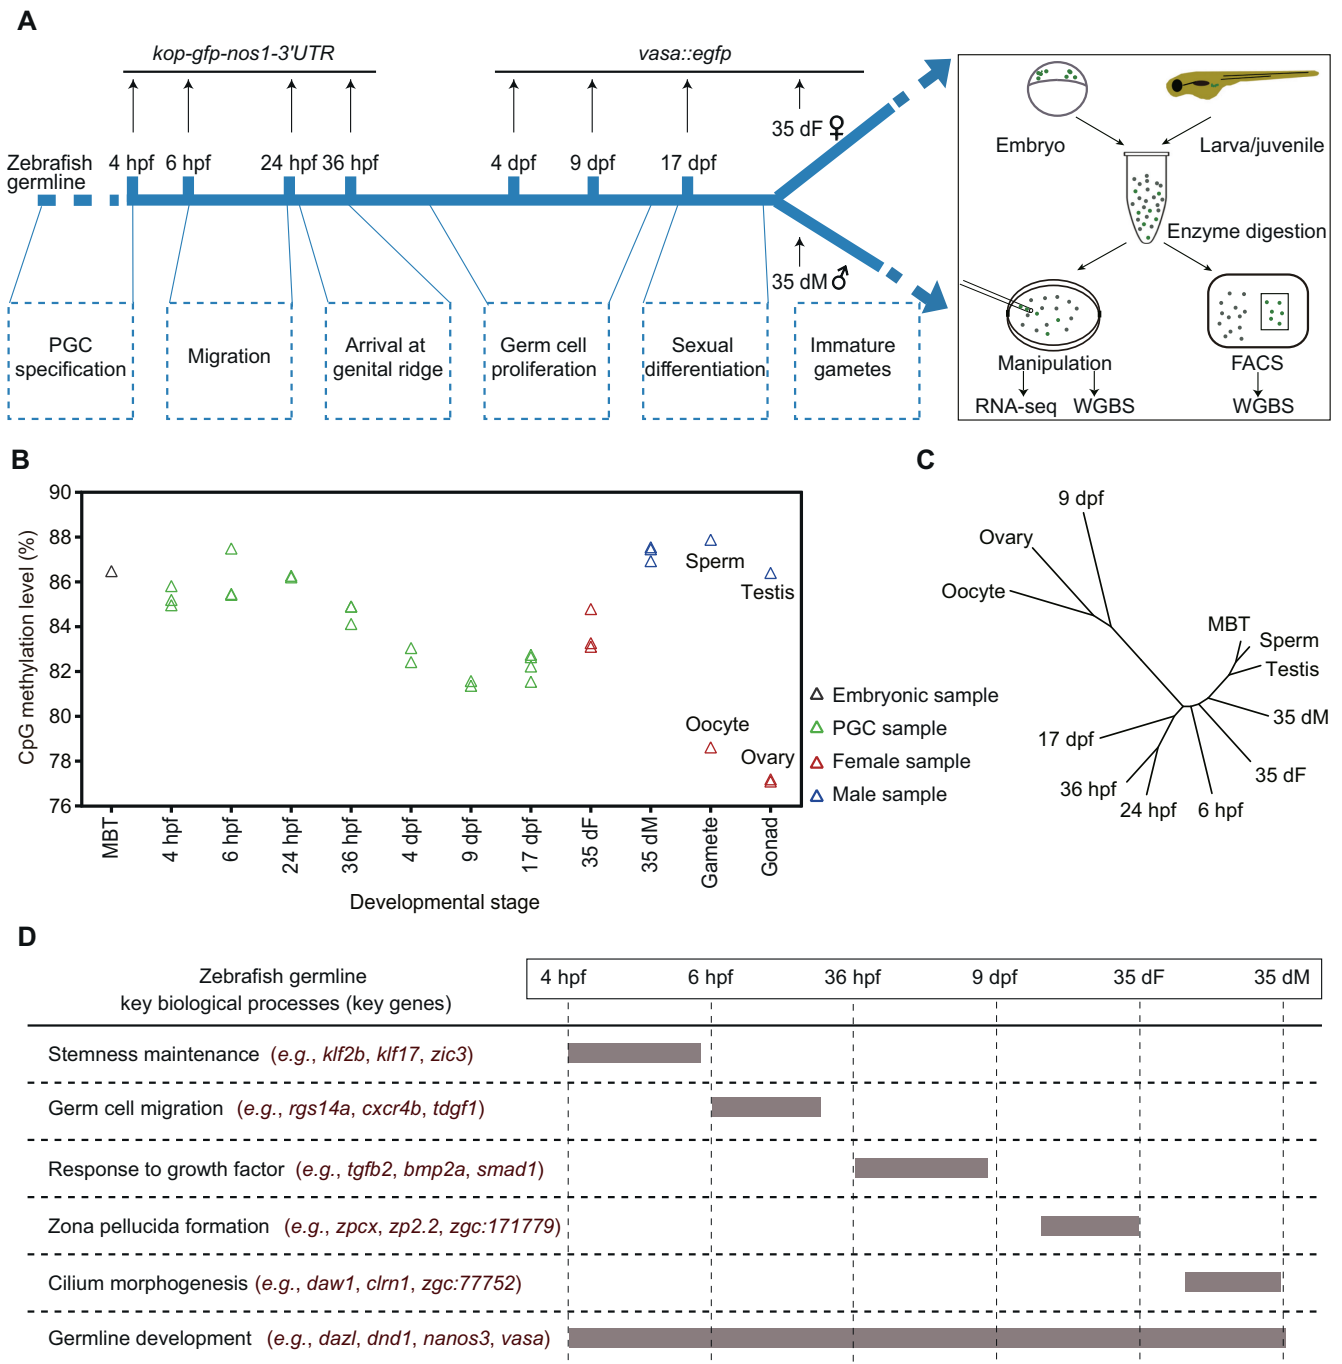 A
kop-gfp-nos1-3'UTR
vasa::egfp
35 dF ♀
Zebrafish
germline
4 hpf
6 hpf
24 hpf
36 hpf
4 dpf
9 dpf
17 dpf
35 dM ♂
PGC
specification
Migration
Arrival at
genital ridge
Germ cell
proliferation
Sexual
differentiation
Immature
gametes
Embryo
Larva/juvenile
Enzyme digestion
Manipulation
FACS
RNA-seq
WGBS
WGBS
B
CpG methylation level (%)
90
88
86
84
82
80
78
76
Sperm
Testis
Oocyte
Ovary
MBT
4 hpf
6 hpf
24 hpf
36 hpf
4 dpf
9 dpf
17 dpf
35 dF
35 dM
Gamete
Gonad
Developmental stage
Embryonic sample
PGC sample
Female sample
Male sample
C
9 dpf
Ovary
Oocyte
MBT
Sperm
Testis
35 dM
35 dF
6 hpf
24 hpf
36 hpf
17 dpf
D
Zebrafish germline
key biological processes (key genes)
4 hpf
6 hpf
36 hpf
9 dpf
35 dF
35 dM
Stemness maintenance (e.g., klf2b, klf17, zic3)
Germ cell migration (e.g., rgs14a, cxcr4b, tdgf1)
Response to growth factor (e.g., tgfb2, bmp2a, smad1)
Zona pellucida formation (e.g., zpcx, zp2.2, zgc:171779)
Cilium morphogenesis (e.g., daw1, clrn1, zgc:77752)
Germline development (e.g., dazl, dnd1, nanos3, vasa)